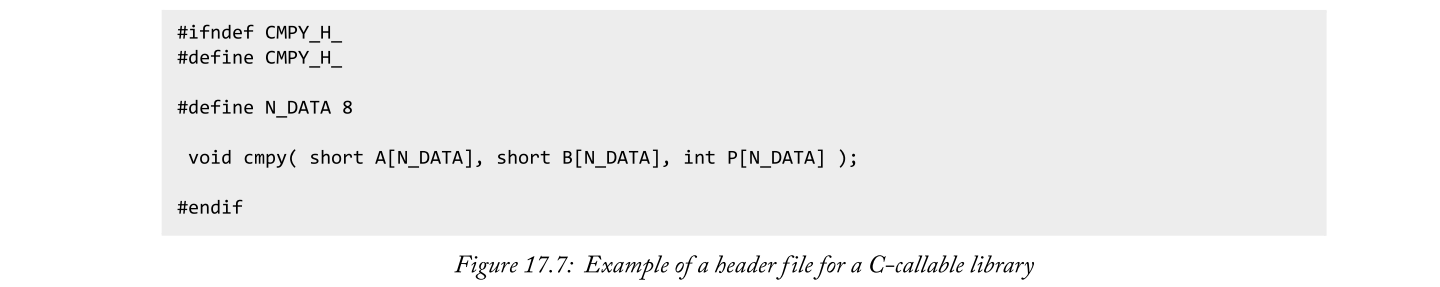 #ifndef CMPY_H_
#define CMPY_H_
#define N_DATA 8
void cmpy( short A[N_DATA], short B[N_DATA], int P[N_DATA] );
#endif
Figure 17.7: Example of a header file for a C-callable library